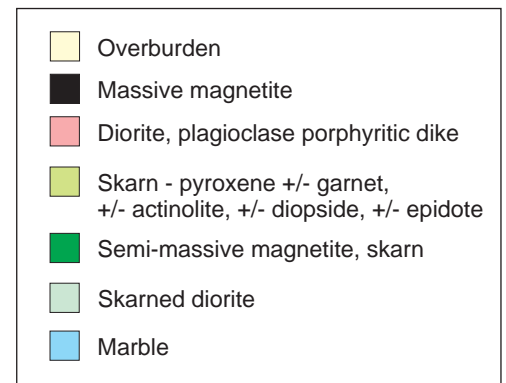 Overburden
Massive magnetite
Diorite, plagioclase porphyritic dike
Skarn - pyroxene +/- garnet,
+/- actinolite, +/- diopside, +/- epidote
Semi-massive magnetite, skarn
Skarned diorite
Marble